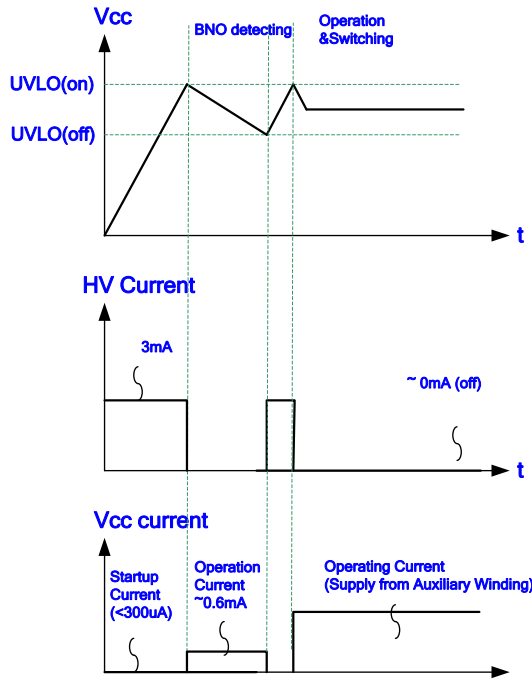 Vcc
BNO detecting
Operation
&Switching
UVLO(on)
UVLO(off)
t
HV Current
3mA
~ 0mA (off)
t
Vcc current
Startup
Current
(<300uA)
Operation
Current
~0.6mA
Operating Current
(Supply from Auxiliary Winding)